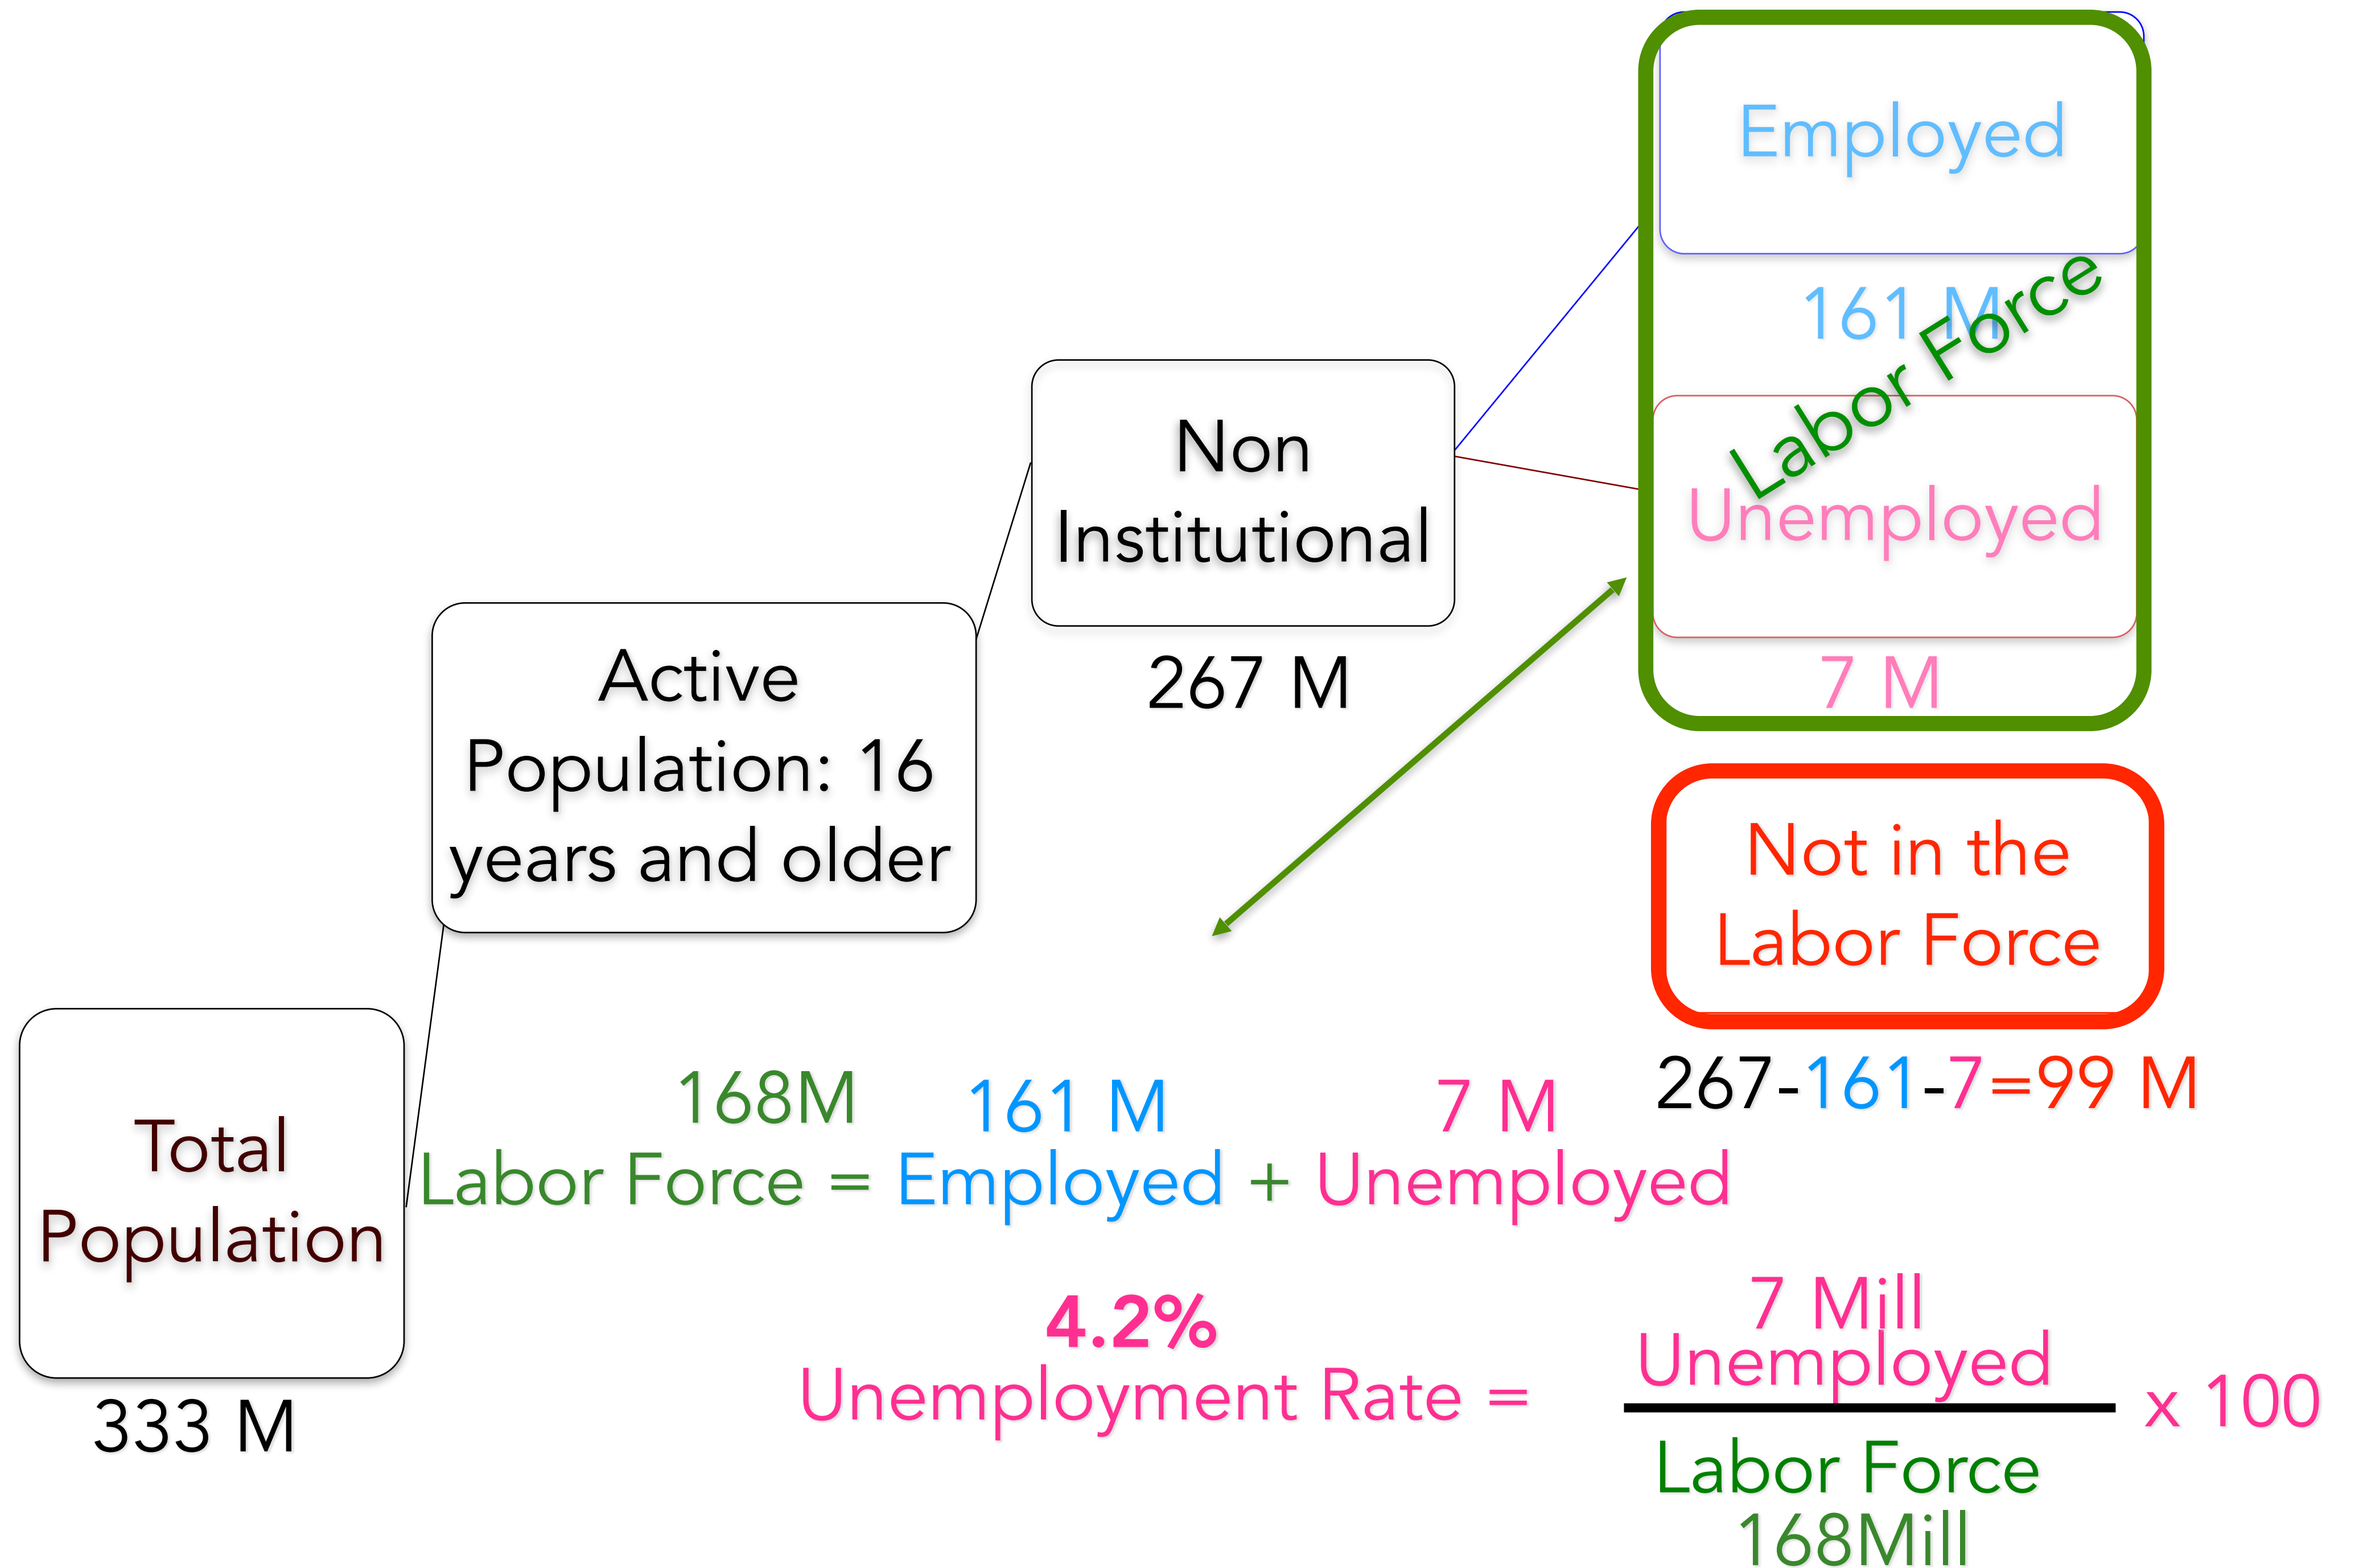 Employed
161 M
Labor Force
Unemployed
7 M
Non
Institutional
267 M
Active
Population: 16
years and older
Not in the
Labor Force
267-161-7=99 M
Total
Population
333 M
168M 161 M 7 M
Labor Force = Employed + Unemployed
4.2%
Unemployment Rate =
7 Mill
Unemployed
x 100
Labor Force
168Mill